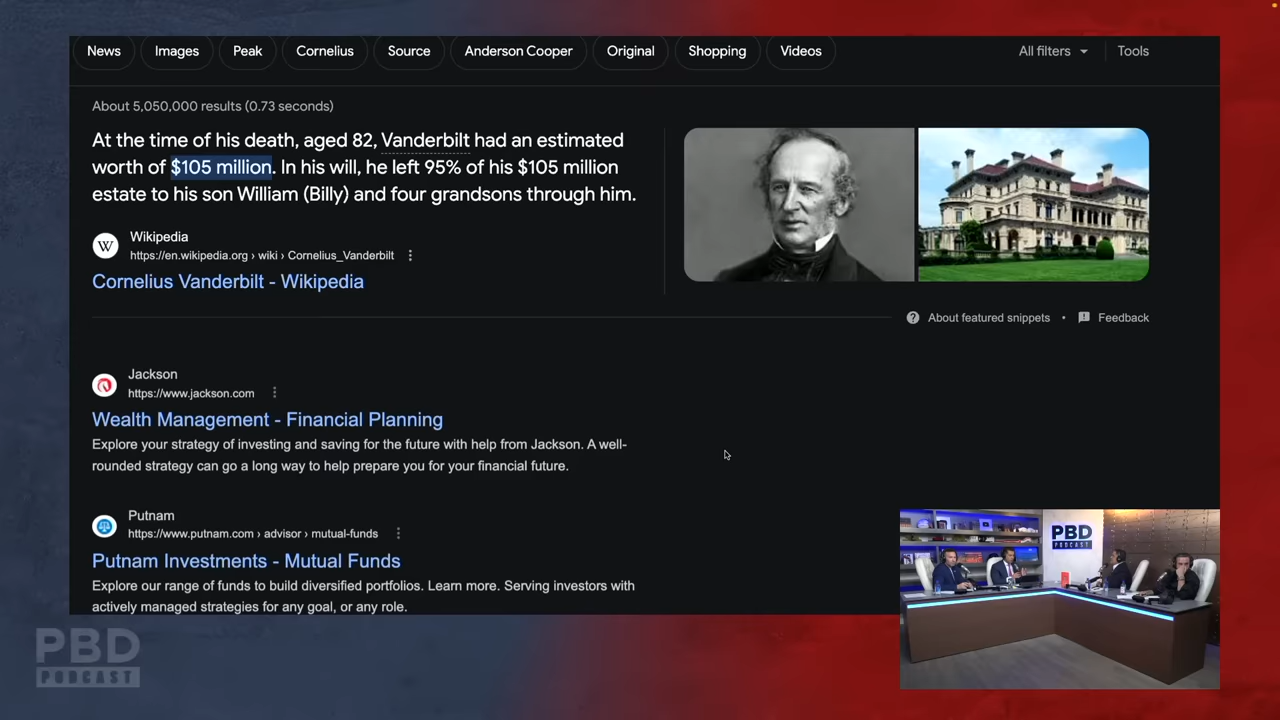 News Images Peak Cornelius Source Anderson Cooper Original Shopping Videos All filters Tools
About 5,050,000 results (0.73 seconds)
At the time of his death, aged 82, Vanderbilt had an estimated
worth of $105 million. In his will, he left 95% of his $105 million
estate to his son William (Billy) and four grandsons through him.
W
Wikipedia
https://en.wikipedia.org › wiki › Cornelius_Vanderbilt
Cornelius Vanderbilt - Wikipedia
About featured snippets • Feedback
Jackson
https://www.jackson.com
Wealth Management - Financial Planning
Explore your strategy of investing and saving for the future with help from Jackson. A well-
rounded strategy can go a long way to help prepare you for your financial future.
Putnam
https://www.putnam.com › advisor › mutual-funds
Putnam Investments - Mutual Funds
Explore our range of funds to build diversified portfolios. Learn more. Serving investors with
actively managed strategies for any goal, or any role.
PBD
PODCAST
PBD
PODCAST